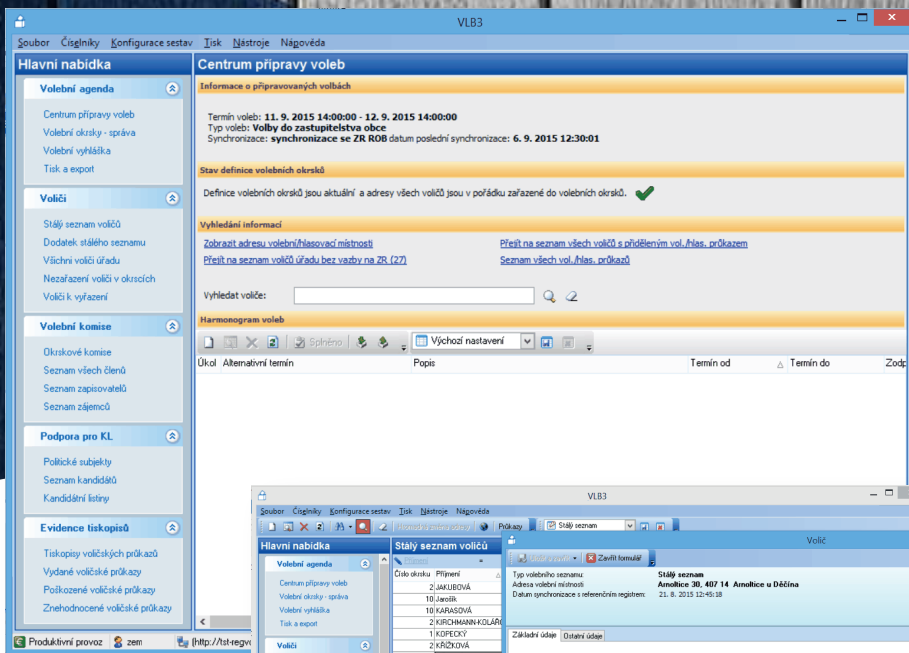 VLB3
Soubor Číselníky Konfigurace sestav Tisk Nástroje Nápověda
Hlavní nabídka
Volební agenda
Centrum přípravy voleb
Volební okrsky - správa
Volební vyhláška
Tisk a export
Voliči
Stálý seznam voličů
Dodatek stálého seznamu
Všichni voliči úřadu
Nezařazení voliči v okrscích
Voliči k vyřazení
Volební komise
Okrskové komise
Seznam všech členů
Seznam zapisovatelů
Seznam zájemců
Podpora pro KL
Politické subjekty
Seznam kandidátů
Kandidátní listiny
Evidence tiskopisů
Tiskopisy voličských průkazů
Vydané voličské průkazy
Poškozené voličské průkazy
Znehodnocené voličské průkazy
Centrum přípravy voleb
Informace o připravovaných volbách
Termín voleb: 11. 9. 2015 14:00:00 - 12. 9. 2015 14:00:00
Typ voleb: Volby do zastupitelstva obce
Synchronizace: synchronizace se ZR ROB datum poslední synchronizace: 6. 9. 2015 12:30:01
Stav definice volebních okrsků
Definice volebních okrsků jsou aktuální a adresy všech voličů jsou v pořádku zařazené do volebních okrsků.
Vyhledání informací
Zobrazit adresu volební/hlasovací místnosti
Přejít na seznam všech voličů s přiděleným vol./hlas. průkazem
Přejít na seznam voličů úřadu bez vazby na ZR (27)
Seznam všech vol./hlas. průkazů
Vyhledat voliče:
Harmonogram voleb
Splněno Výchozí nastavení
Úkol Alternativní termín Popis Termín od Termín do Zodp
Produktivní provoz zem (http://tst-regvo
VLB3
Soubor Číselníky Konfigurace sestav Tisk Nástroje Nápověda
Průkazy Stálý seznam
Hlavní nabídka
Volební agenda
Centrum přípravy voleb
Volební okrsky - správa
Volební vyhláška
Tisk a export
Voliči
Stálý seznam voličů
Číslo okrsku Příjmení
2 JAKUBOVÁ
10 Jarošík
10 KARASOVÁ
2 KIRCHMANN-KOLÁŘO
1 KOPECKÝ
2 KŘÍŽKOVÁ
Volič
Zavřít formulář
Typ volebního seznamu: Stálý seznam
Adresa volební místnosti Arnoltice 30, 407 14 Arnoltice u Děčína
Datum synchronizace s referenčním registrem: 21. 8. 2015 12:45:18
Základní údaje Ostatní údaje